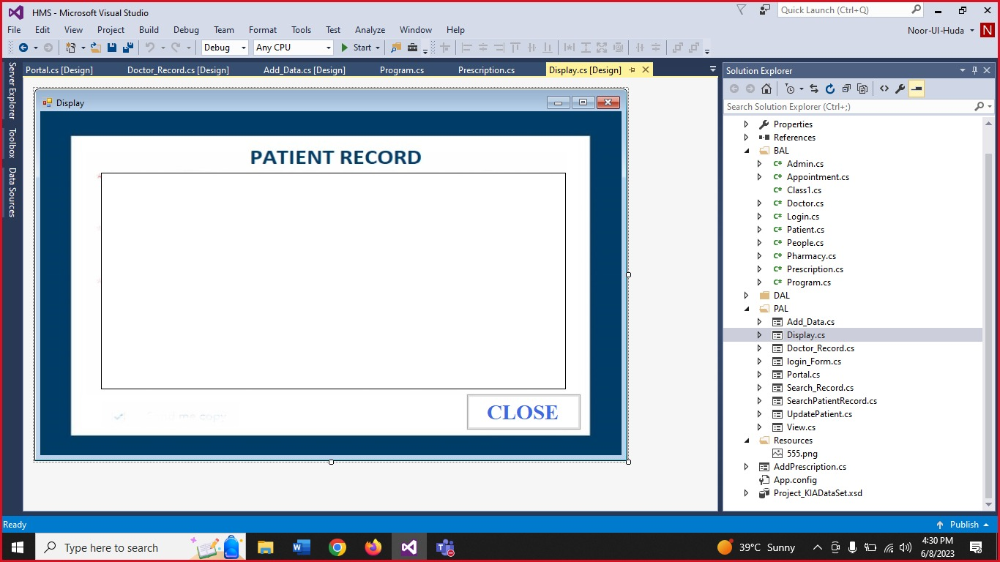 HMS - Microsoft Visual Studio
Quick Launch (Ctrl+Q)
File Edit View Project Build Debug Team Format Tools Test Analyze Window Help
Noor-Ul-Huda N
Debug Any CPU Start
Server Explorer
Toolbox
Data Sources
Portal.cs [Design] Doctor_Record.cs [Design] Add_Data.cs [Design] Program.cs Prescription.cs Display.cs [Design]
Display
PATIENT RECORD
me copy
CLOSE
Solution Explorer
Search Solution Explorer (Ctrl+;)
Properties
References
BAL
Admin.cs
Appointment.cs
Class1.cs
Doctor.cs
Login.cs
Patient.cs
People.cs
Pharmacy.cs
Prescription.cs
Program.cs
DAL
PAL
Add_Data.cs
Display.cs
Doctor_Record.cs
login_Form.cs
Portal.cs
Search_Record.cs
SearchPatientRecord.cs
UpdatePatient.cs
View.cs
Resources
555.png
AddPrescription.cs
App.config
Project_KIADataSet.xsd
Ready
Publish
Type here to search
39°C Sunny
4:30 PM
6/8/2023